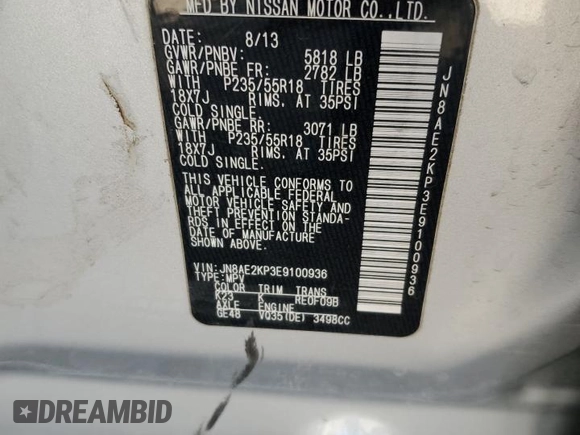 MFD BY NISSAN MOTOR CO.,LTD.
DATE: 8/13
GVWR/PNBV: 5818 LB
GAWR/PNBE FR: 2782 LB
WITH P235/55R18 TIRES
18X7J RIMS, AT 35PSI
COLD SINGLE.
GAWR/PNBE RR: 3071 LB
WITH P235/55R18 TIRES
18X7J RIMS, AT 35PSI
COLD SINGLE.
THIS VEHICLE CONFORMS TO
ALL APPLICABLE FEDERAL
MOTOR VEHICLE SAFETY AND
THEFT PREVENTION STANDA-
RDS IN EFFECT ON THE
DATE OF MANUFACTURE
SHOWN ABOVE.
VIN:JN8AE2KP3E9100936
TYPE:MPV
COLOR TRIM TRANS
K23 K RE0F09B
AXLE ENGINE
GE48 VQ35(DE) 3498CC
JN8AE2KP3E9100936
DREAMBID